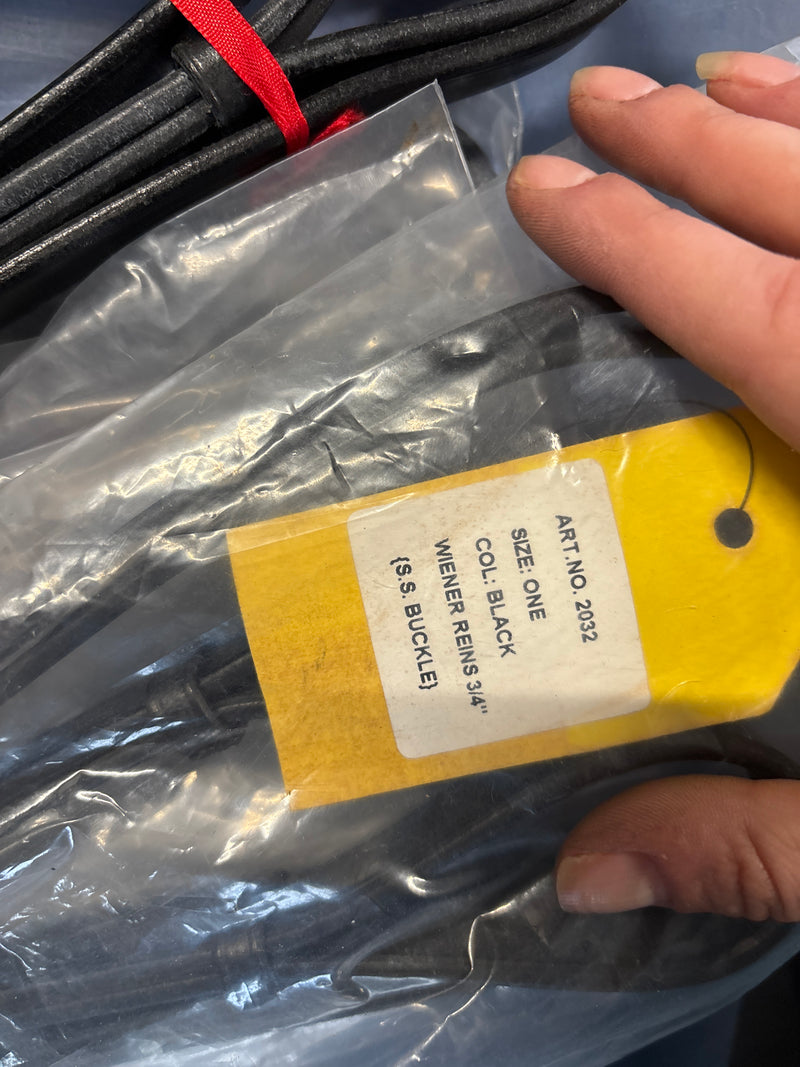 ART.NO. 2032
SIZE: ONE
COL: BLACK
WIENER REINS 3/4"
{S.S. BUCKLE}